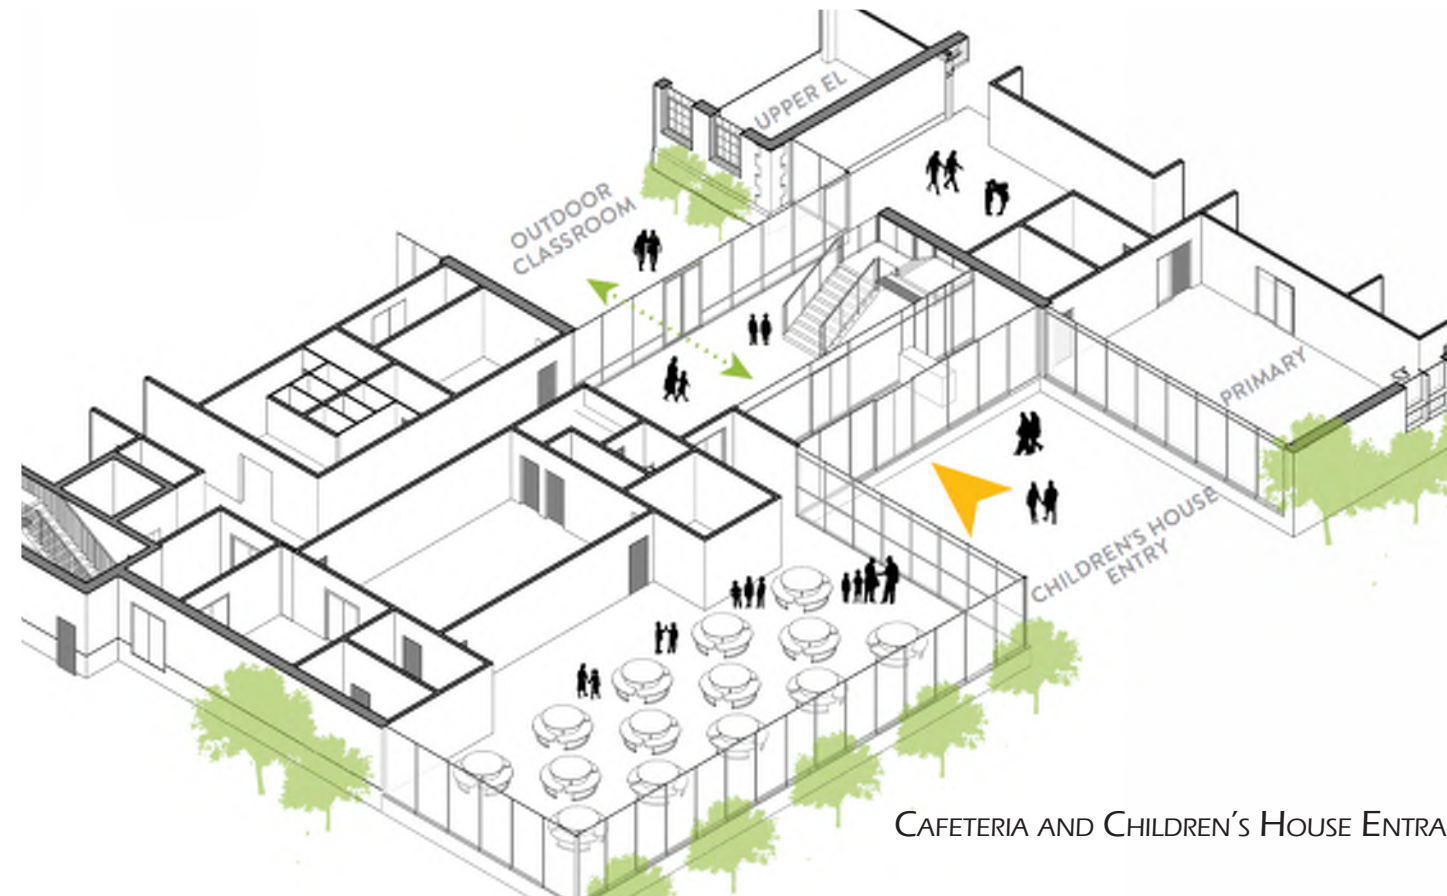 UPPER EL
OUTDOOR
CLASSROOM
PRIMARY
CHILDREN'S HOUSE
ENTRY
CAFETERIA AND CHILDREN'S HOUSE ENTRA